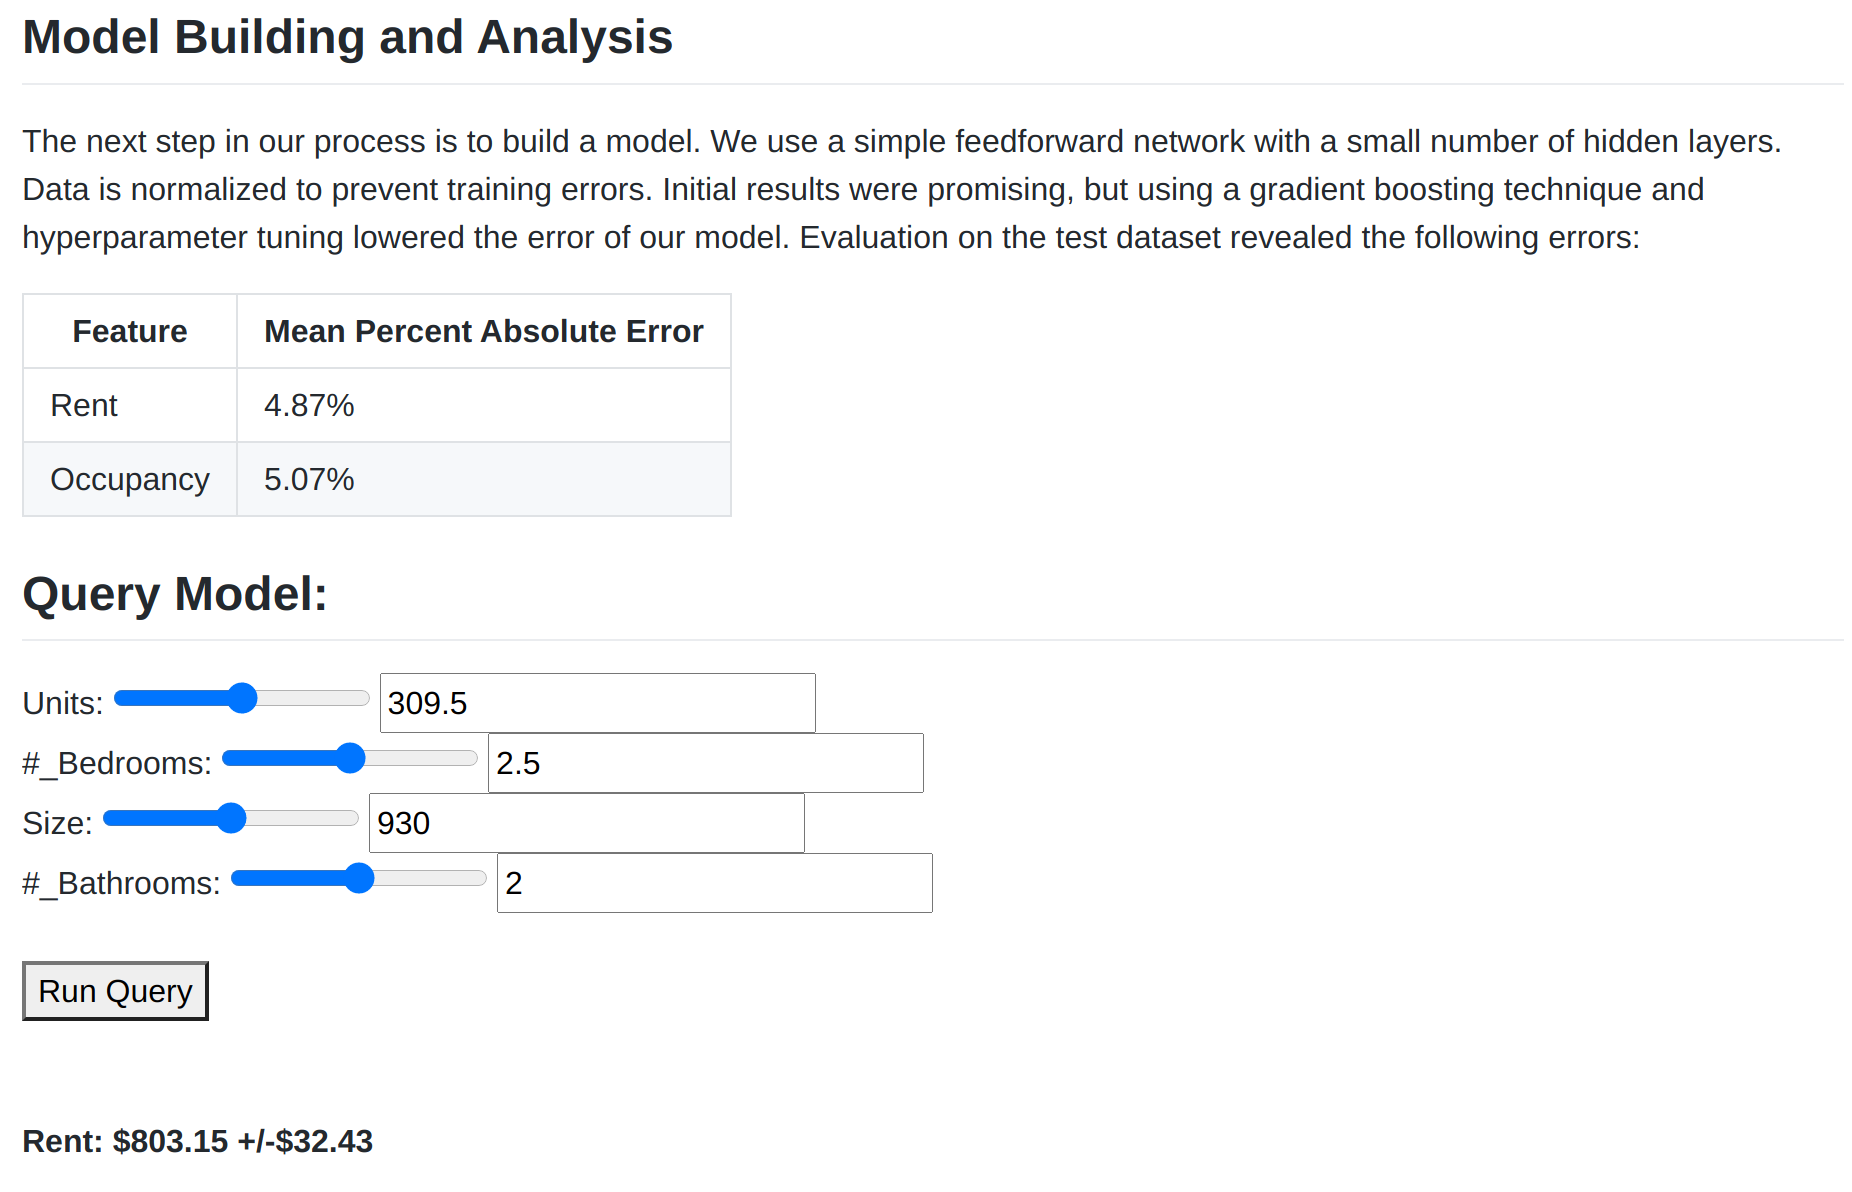 Model Building and Analysis
The next step in our process is to build a model. We use a simple feedforward network with a small number of hidden layers.
Data is normalized to prevent training errors. Initial results were promising, but using a gradient boosting technique and
hyperparameter tuning lowered the error of our model. Evaluation on the test dataset revealed the following errors:
Feature Mean Percent Absolute Error
Rent 4.87%
Occupancy 5.07%
Query Model:
Units: 309.5
#_Bedrooms: 2.5
Size: 930
#_Bathrooms: 2
Run Query
Rent: $803.15 +/-$32.43